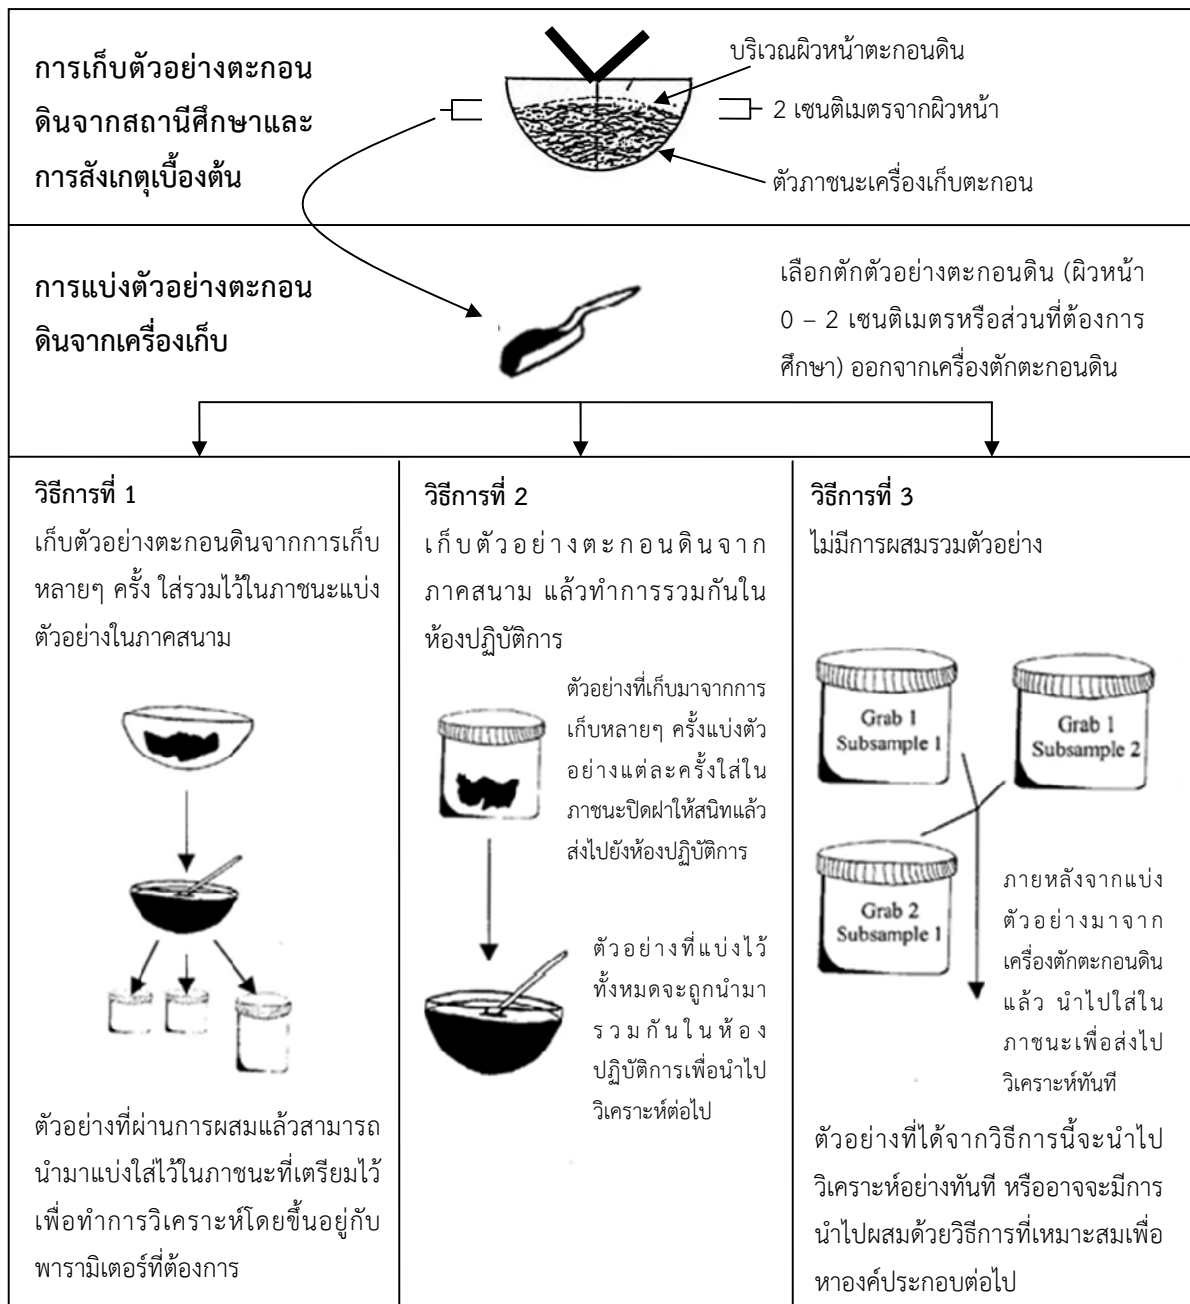 การเก็บตัวอย่างตะกอน
ดินจากสถานีศึกษาและ
การสังเกตุเบื้องต้น
บริเวณผิวหน้าตะกอนดิน
2 เซนติเมตรจากผิวหน้า
ตัวภาชนะเครื่องเก็บตะกอน
การแบ่งตัวอย่างตะกอน
ดินจากเครื่องเก็บ
เลือกตักตัวอย่างตะกอนดิน (ผิวหน้า
0 – 2 เซนติเมตรหรือส่วนที่ต้องการ
ศึกษา) ออกจากเครื่องตักตะกอนดิน
วิธีการที่ 1
เก็บตัวอย่างตะกอนดินจากการเก็บ
หลายๆ ครั้ง ใส่รวมไว้ในภาชนะแบ่ง
ตัวอย่างในภาคสนาม
ตัวอย่างที่ผ่านการผสมแล้วสามารถ
นำมาแบ่งใส่ไว้ในภาชนะที่เตรียมไว้
เพื่อทำการวิเคราะห์โดยขึ้นอยู่กับ
พารามิเตอร์ที่ต้องการ
วิธีการที่ 2
เก็บตัวอย่างตะกอนดินจาก
ภาคสนาม แล้วทำการรวมกันใน
ห้องปฏิบัติการ
ตัวอย่างที่เก็บมาจากการ
เก็บหลายๆ ครั้งแบ่งตัว
อย่างแต่ละครั้งใส่ใน
ภาชนะปิดฝาให้สนิทแล้ว
ส่งไปยังห้องปฏิบัติการ
ตัวอย่างที่แบ่งไว้
ทั้งหมดจะถูกนำมา
รวมกันในห้อง
ปฏิบัติการเพื่อนำไป
วิเคราะห์ต่อไป
วิธีการที่ 3
ไม่มีการผสมรวมตัวอย่าง
Grab 1
Subsample 1
Grab 1
Subsample 2
Grab 2
Subsample 1
ภายหลังจากแบ่ง
ตัวอย่างมาจาก
เครื่องตักตะกอนดิน
แล้ว นำไปใส่ใน
ภาชนะเพื่อส่งไป
วิเคราะห์ทันที
ตัวอย่างที่ได้จากวิธีการนี้จะนำไป
วิเคราะห์อย่างทันที หรืออาจจะมีการ
นำไปผสมด้วยวิธีการที่เหมาะสมเพื่อ
หาองค์ประกอบต่อไป